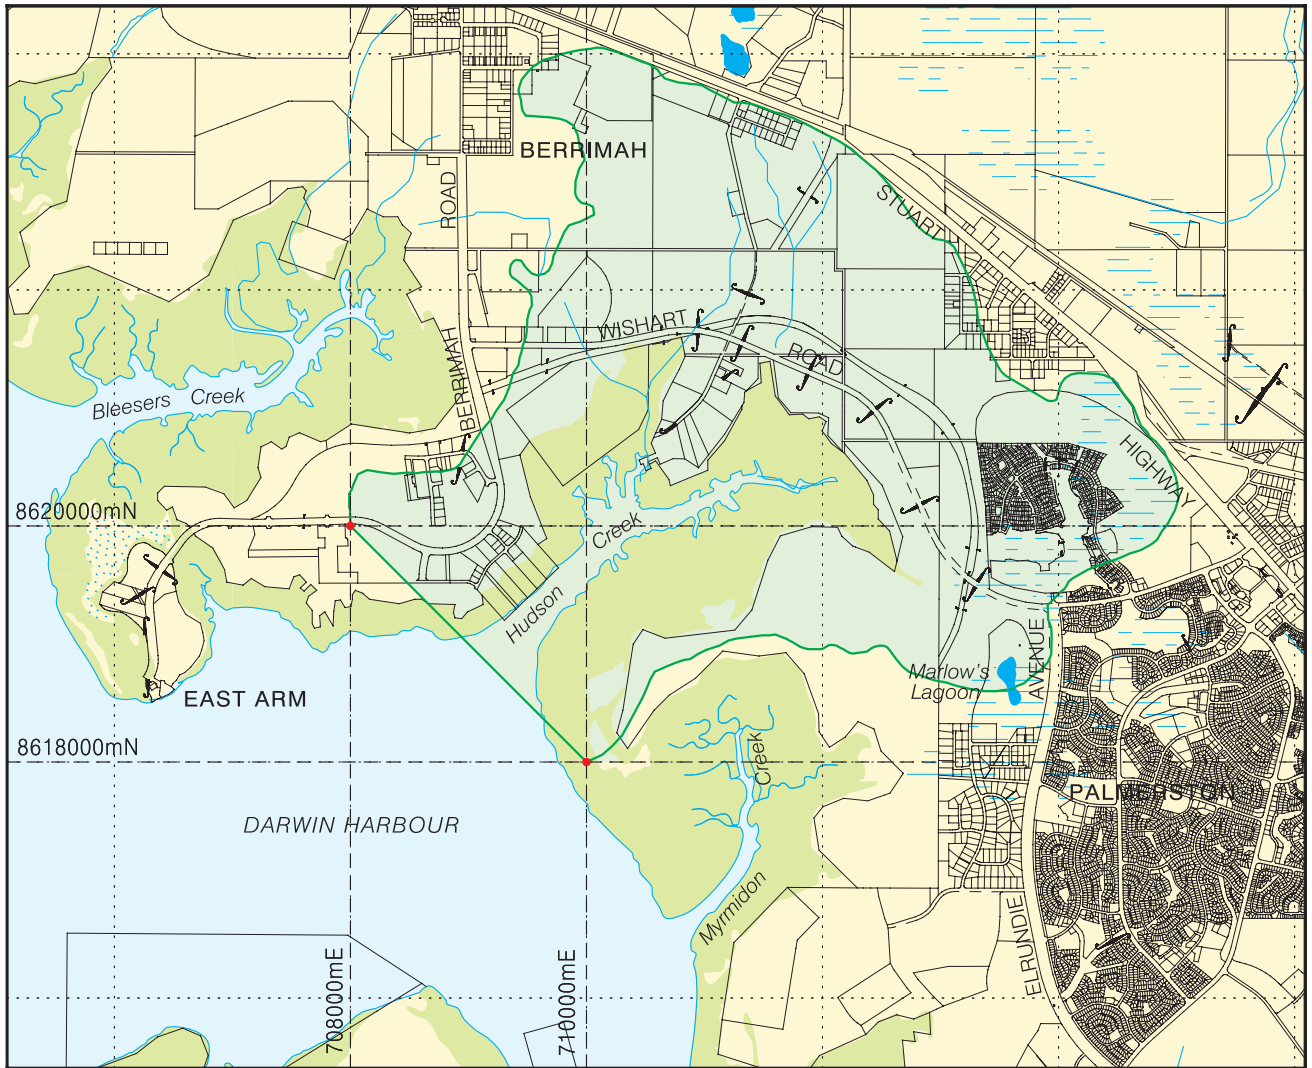 BERRIMAH
ROAD
STUART
WISHART
ROAD
BERRIMAH
Bleesers Creek
HIGHWAY
8620000mN
Creek
Hudson
AVENUE
Marlow's
Lagoon
EAST ARM
8618000mN
Creek
PALMERSTON
DARWIN HARBOUR
Myrmidon
ELRUNDIE
708000mE
710000mE